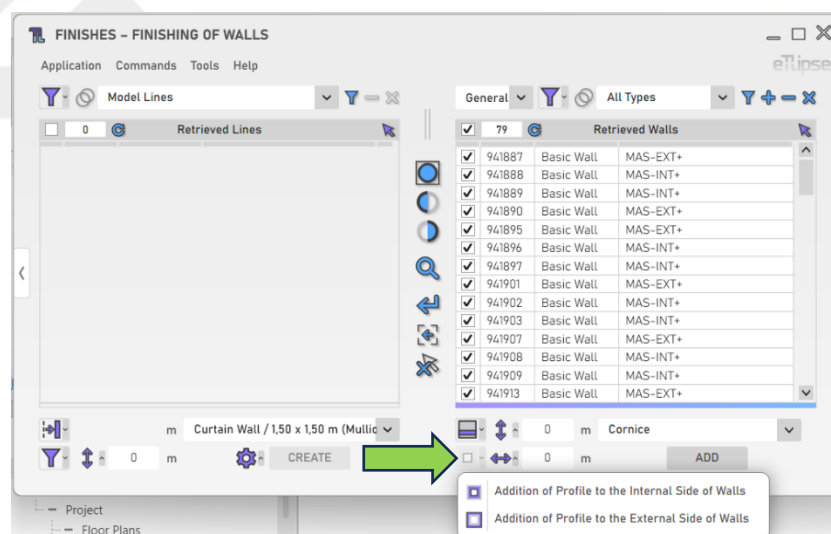 FINISHES – FINISHING OF WALLS
Application Commands Tools Help
eTlipse
Model Lines
General All Types
0 Retrieved Lines
79 Retrieved Walls
941887 Basic Wall MAS-EXT+
941888 Basic Wall MAS-INT+
941889 Basic Wall MAS-INT+
941890 Basic Wall MAS-EXT+
941895 Basic Wall MAS-EXT+
941896 Basic Wall MAS-INT+
941897 Basic Wall MAS-INT+
941901 Basic Wall MAS-EXT+
941902 Basic Wall MAS-INT+
941903 Basic Wall MAS-INT+
941907 Basic Wall MAS-EXT+
941908 Basic Wall MAS-INT+
941909 Basic Wall MAS-INT+
941913 Basic Wall MAS-EXT+
m Curtain Wall / 1,50 x 1,50 m (Mullio
0 m Cornice
0 m CREATE
0 m ADD
Addition of Profile to the Internal Side of Walls
Addition of Profile to the External Side of Walls
Project
Floor Plans